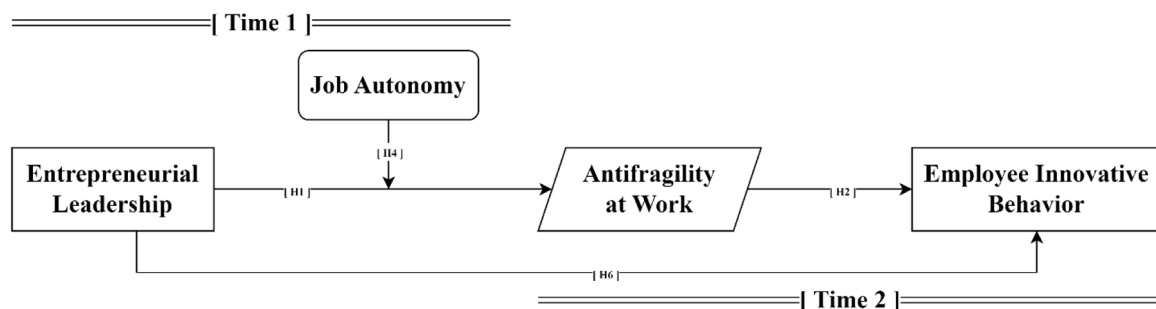 [ Time 1 ]
Job Autonomy
[ H4 ]
Entrepreneurial
Leadership
[ H1 ]
Antifragility
at Work
[ H2 ]
Employee Innovative
Behavior
[ H6 ]
[ Time 2 ]